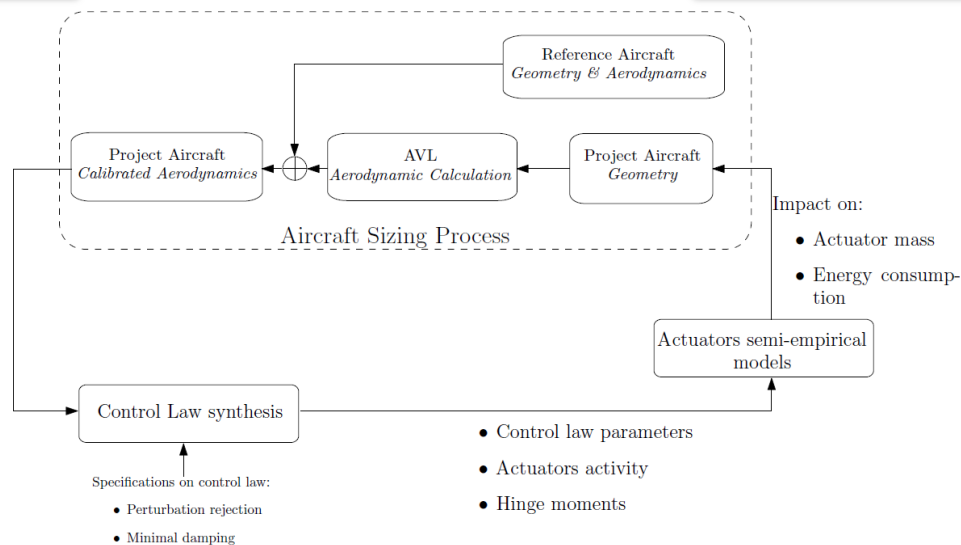 Reference Aircraft
Geometry & Aerodynamics
Project Aircraft
Calibrated Aerodynamics
AVL
Aerodynamic Calculation
Project Aircraft
Geometry
Aircraft Sizing Process
Impact on:
• Actuator mass
• Energy consump-
tion
Actuators semi-empirical
models
Control Law synthesis
• Control law parameters
• Actuators activity
• Hinge moments
Specifications on control law:
• Perturbation rejection
• Minimal damping